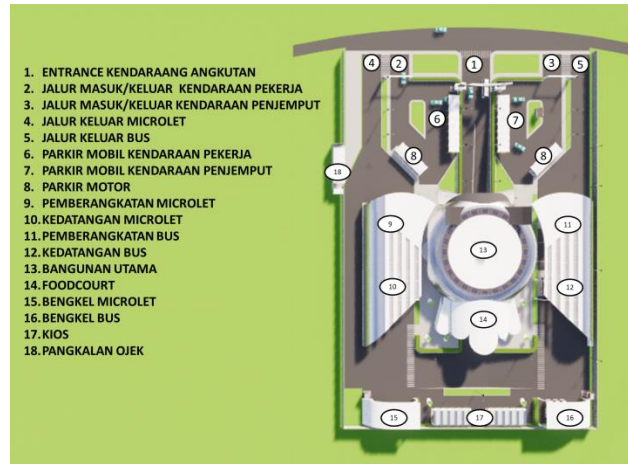 1. ENTRANCE KENDARAANG ANGKUTAN
2. JALUR MASUK/KELUAR KENDARAAN PEKERJA
3. JALUR MASUK/KELUAR KENDARAAN PENJEMPUT
4. JALUR KELUAR MICROLET
5. JALUR KELUAR BUS
6. PARKIR MOBIL KENDARAAN PEKERJA
7. PARKIR MOBIL KENDARAAN PENJEMPUT
8. PARKIR MOTOR
9. PEMBERANGKATAN MICROLET
10.KEDATANGAN MICROLET
11.PEMBERANGKATAN BUS
12.KEDATANGAN BUS
13.BANGUNAN UTAMA
14.FOODCOURT
15.BENGKEL MICROLET
16.BENGKEL BUS
17.KIOS
18.PANGKALAN OJEK
4 2 1 3 5
6 7
8 8
18
9 11
13
10 12
14
15 17 16